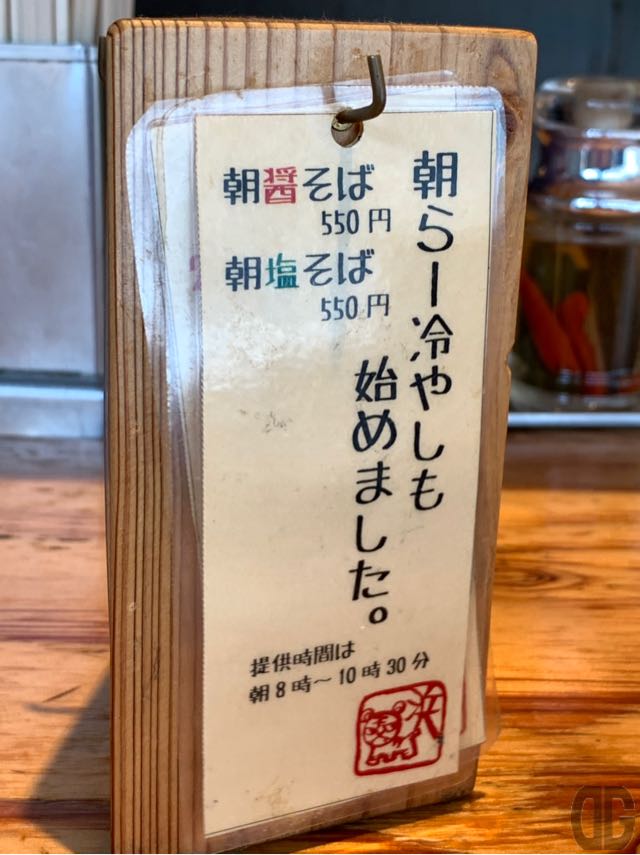 朝らー冷やしも
始めました。
朝醤そば
550円
朝塩そば
550円
提供時間は
朝8時～10時30分
浜